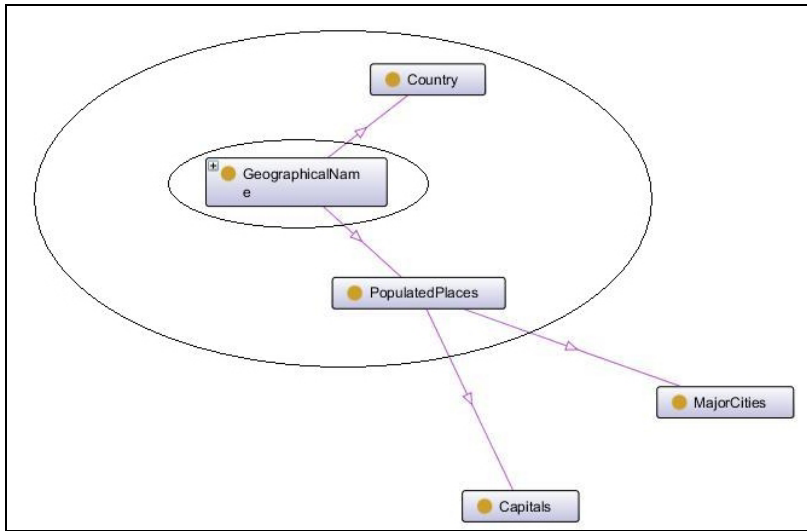 Country
GeographicalNam
e
PopulatedPlaces
MajorCities
Capitals